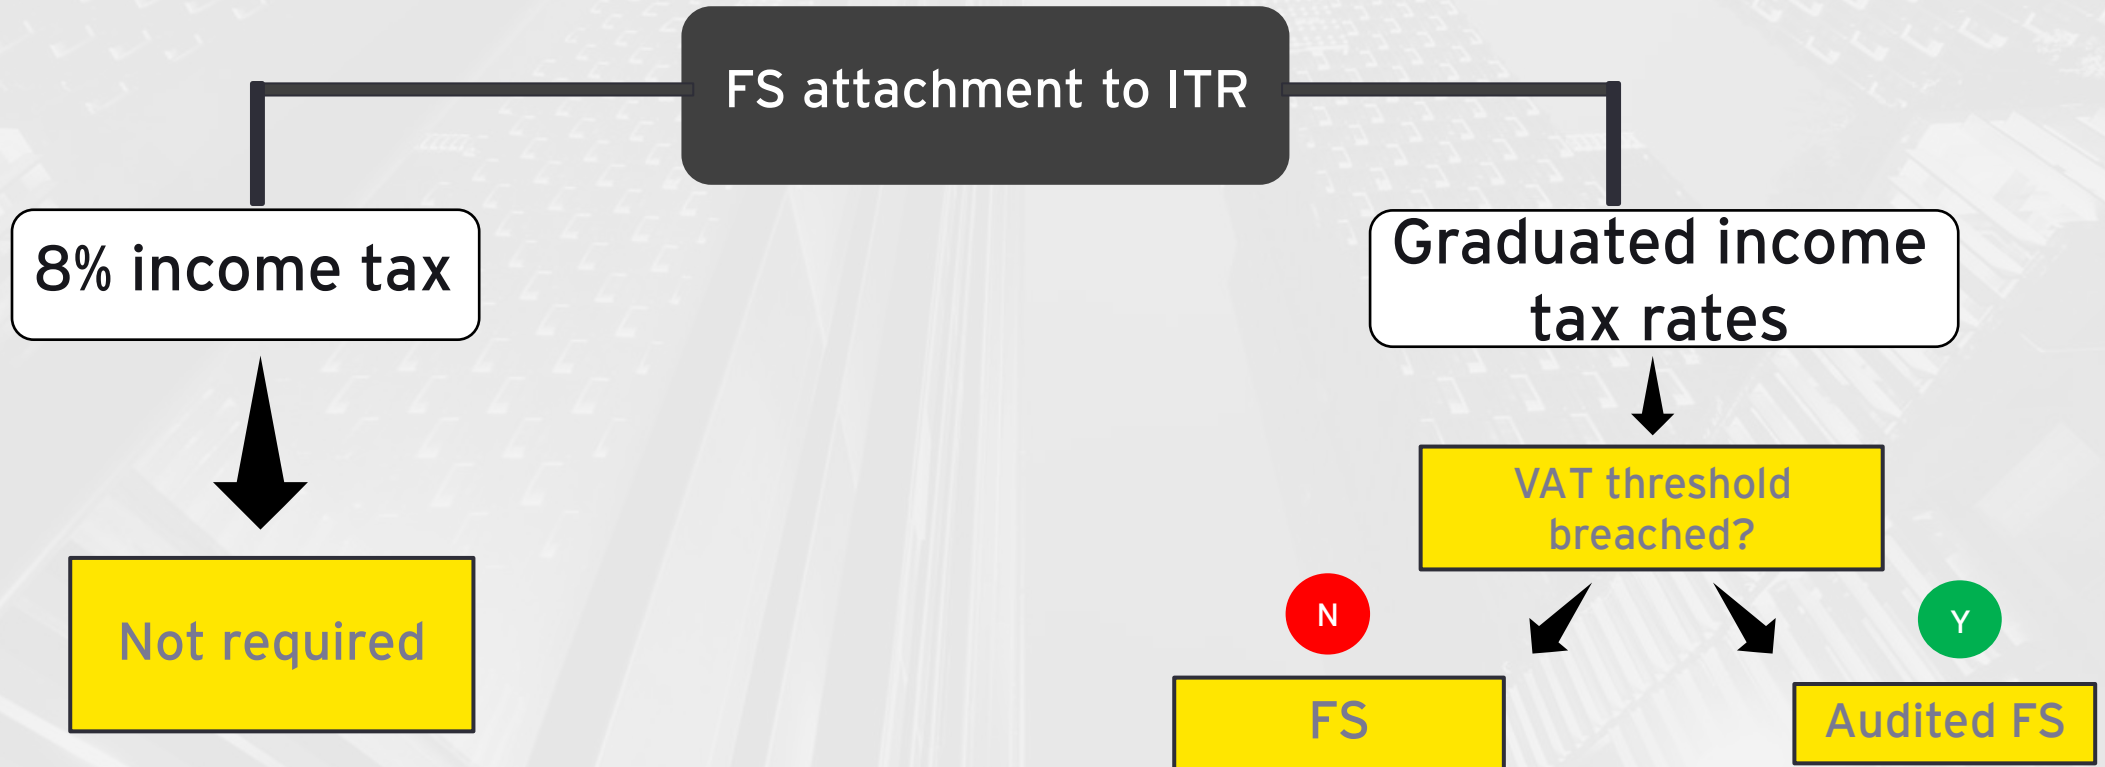 FS attachment to ITR
8% income tax
Graduated income
tax rates
Not required
VAT threshold
breached?
N
Y
FS
Audited FS